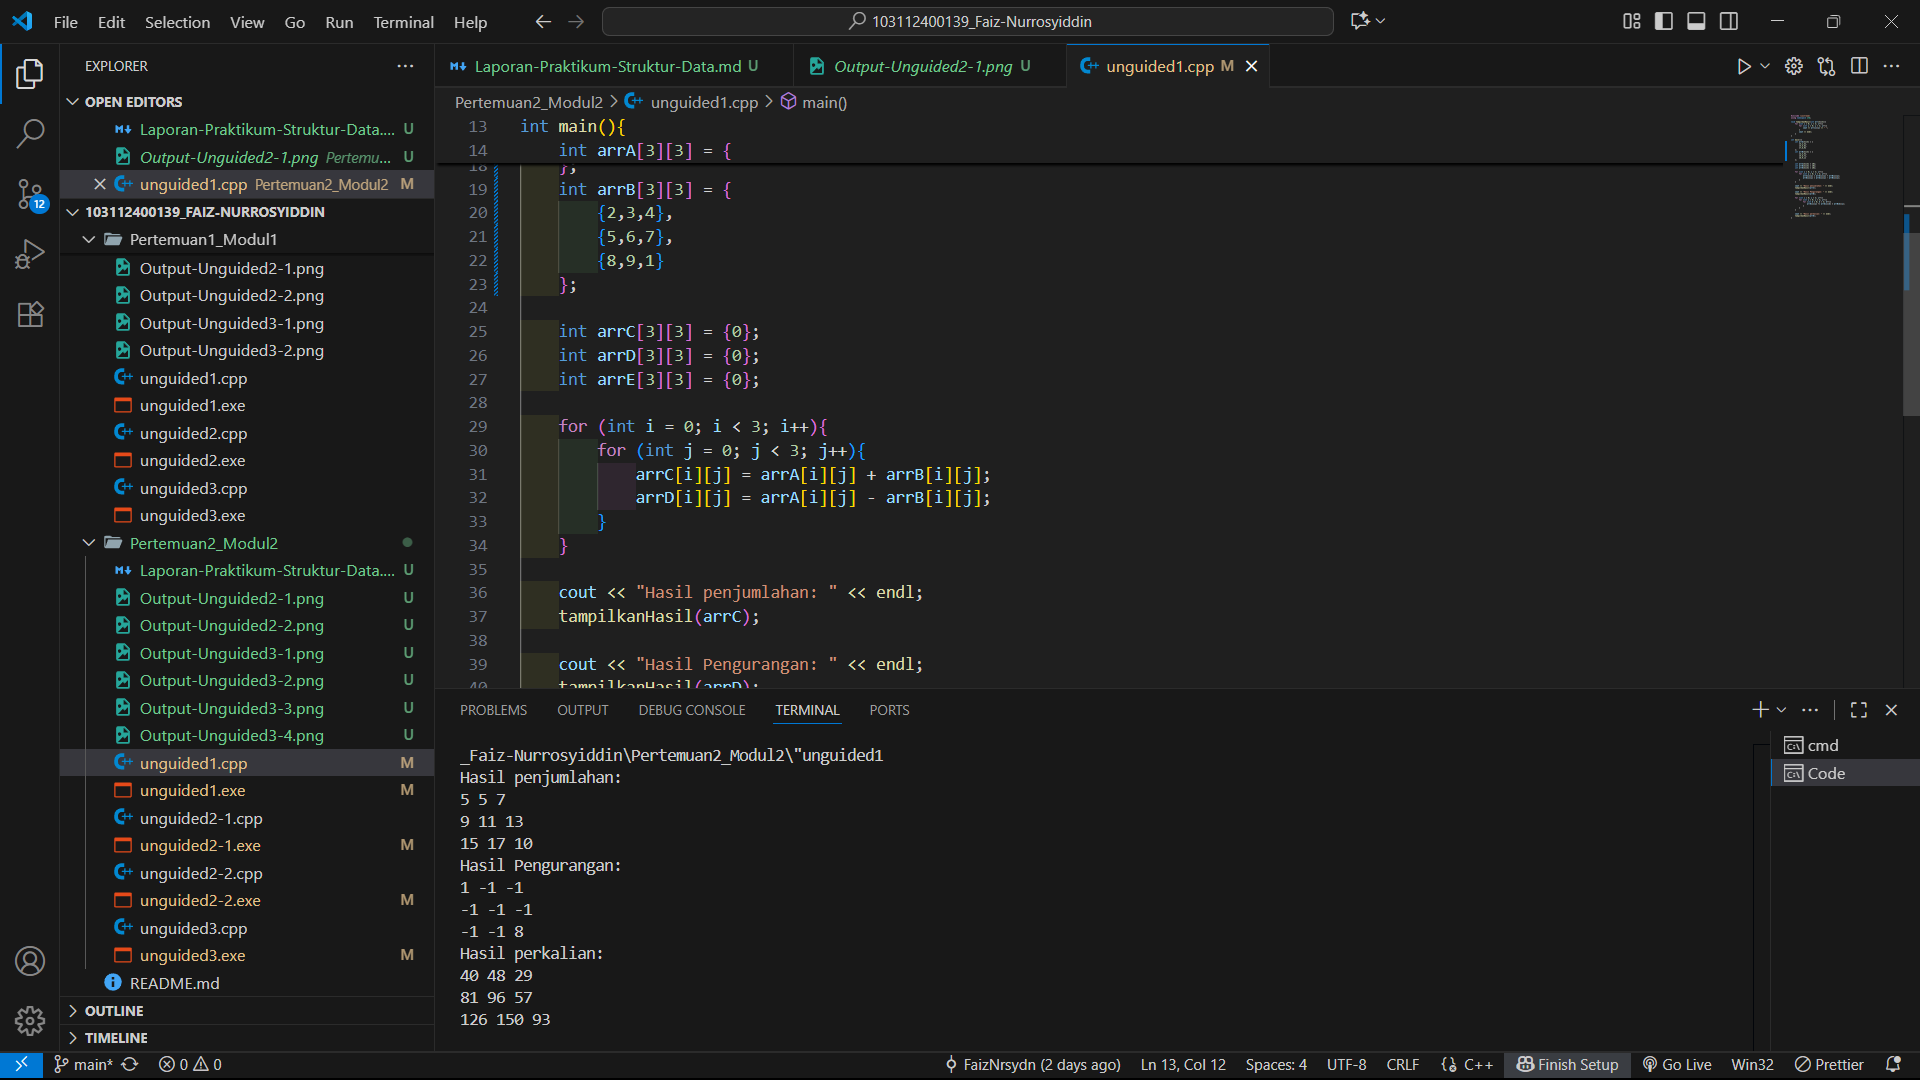 File Edit Selection View Go Run Terminal Help
103112400139_Faiz-Nurrosyiddin
EXPLORER
OPEN EDITORS
Laporan-Praktikum-Struktur-Data.... U
Output-Unguided2-1.png Pertemu... U
unguided1.cpp Pertemuan2_Modul2 M
103112400139_FAIZ-NURROSYIDDIN
Pertemuan1_Modul1
Output-Unguided2-1.png
Output-Unguided2-2.png
Output-Unguided3-1.png
Output-Unguided3-2.png
unguided1.cpp
unguided1.exe
unguided2.cpp
unguided2.exe
unguided3.cpp
unguided3.exe
Pertemuan2_Modul2
Laporan-Praktikum-Struktur-Data.... U
Output-Unguided2-1.png U
Output-Unguided2-2.png U
Output-Unguided3-1.png U
Output-Unguided3-2.png U
Output-Unguided3-3.png U
Output-Unguided3-4.png U
unguided1.cpp M
unguided1.exe M
unguided2-1.cpp
unguided2-1.exe M
unguided2-2.cpp
unguided2-2.exe M
unguided3.cpp
unguided3.exe M
README.md
OUTLINE
TIMELINE
12
Laporan-Praktikum-Struktur-Data.md U
Output-Unguided2-1.png U
unguided1.cpp M
Pertemuan2_Modul2 > unguided1.cpp > main()
13 int main(){
14 int arrA[3][3] = {
18 };
19 int arrB[3][3] = {
20 {2,3,4},
21 {5,6,7},
22 {8,9,1}
23 };
24
25 int arrC[3][3] = {0};
26 int arrD[3][3] = {0};
27 int arrE[3][3] = {0};
28
29 for (int i = 0; i < 3; i++){
30 for (int j = 0; j < 3; j++){
31 arrC[i][j] = arrA[i][j] + arrB[i][j];
32 arrD[i][j] = arrA[i][j] - arrB[i][j];
33 }
34 }
35
36 cout << "Hasil penjumlahan: " << endl;
37 tampilkanHasil(arrC);
38
39 cout << "Hasil Pengurangan: " << endl;
40 tampilkanHasil(arrD);
PROBLEMS OUTPUT DEBUG CONSOLE TERMINAL PORTS
_Faiz-Nurrosyiddin\Pertemuan2_Modul2\"unguided1
Hasil penjumlahan:
5 5 7
9 11 13
15 17 10
Hasil Pengurangan:
1 -1 -1
-1 -1 -1
-1 -1 8
Hasil perkalian:
40 48 29
81 96 57
126 150 93
cmd
Code
main* 0 0
FaizNrsydn (2 days ago) Ln 13, Col 12 Spaces: 4 UTF-8 CRLF {} C++ Finish Setup Go Live Win32 Prettier